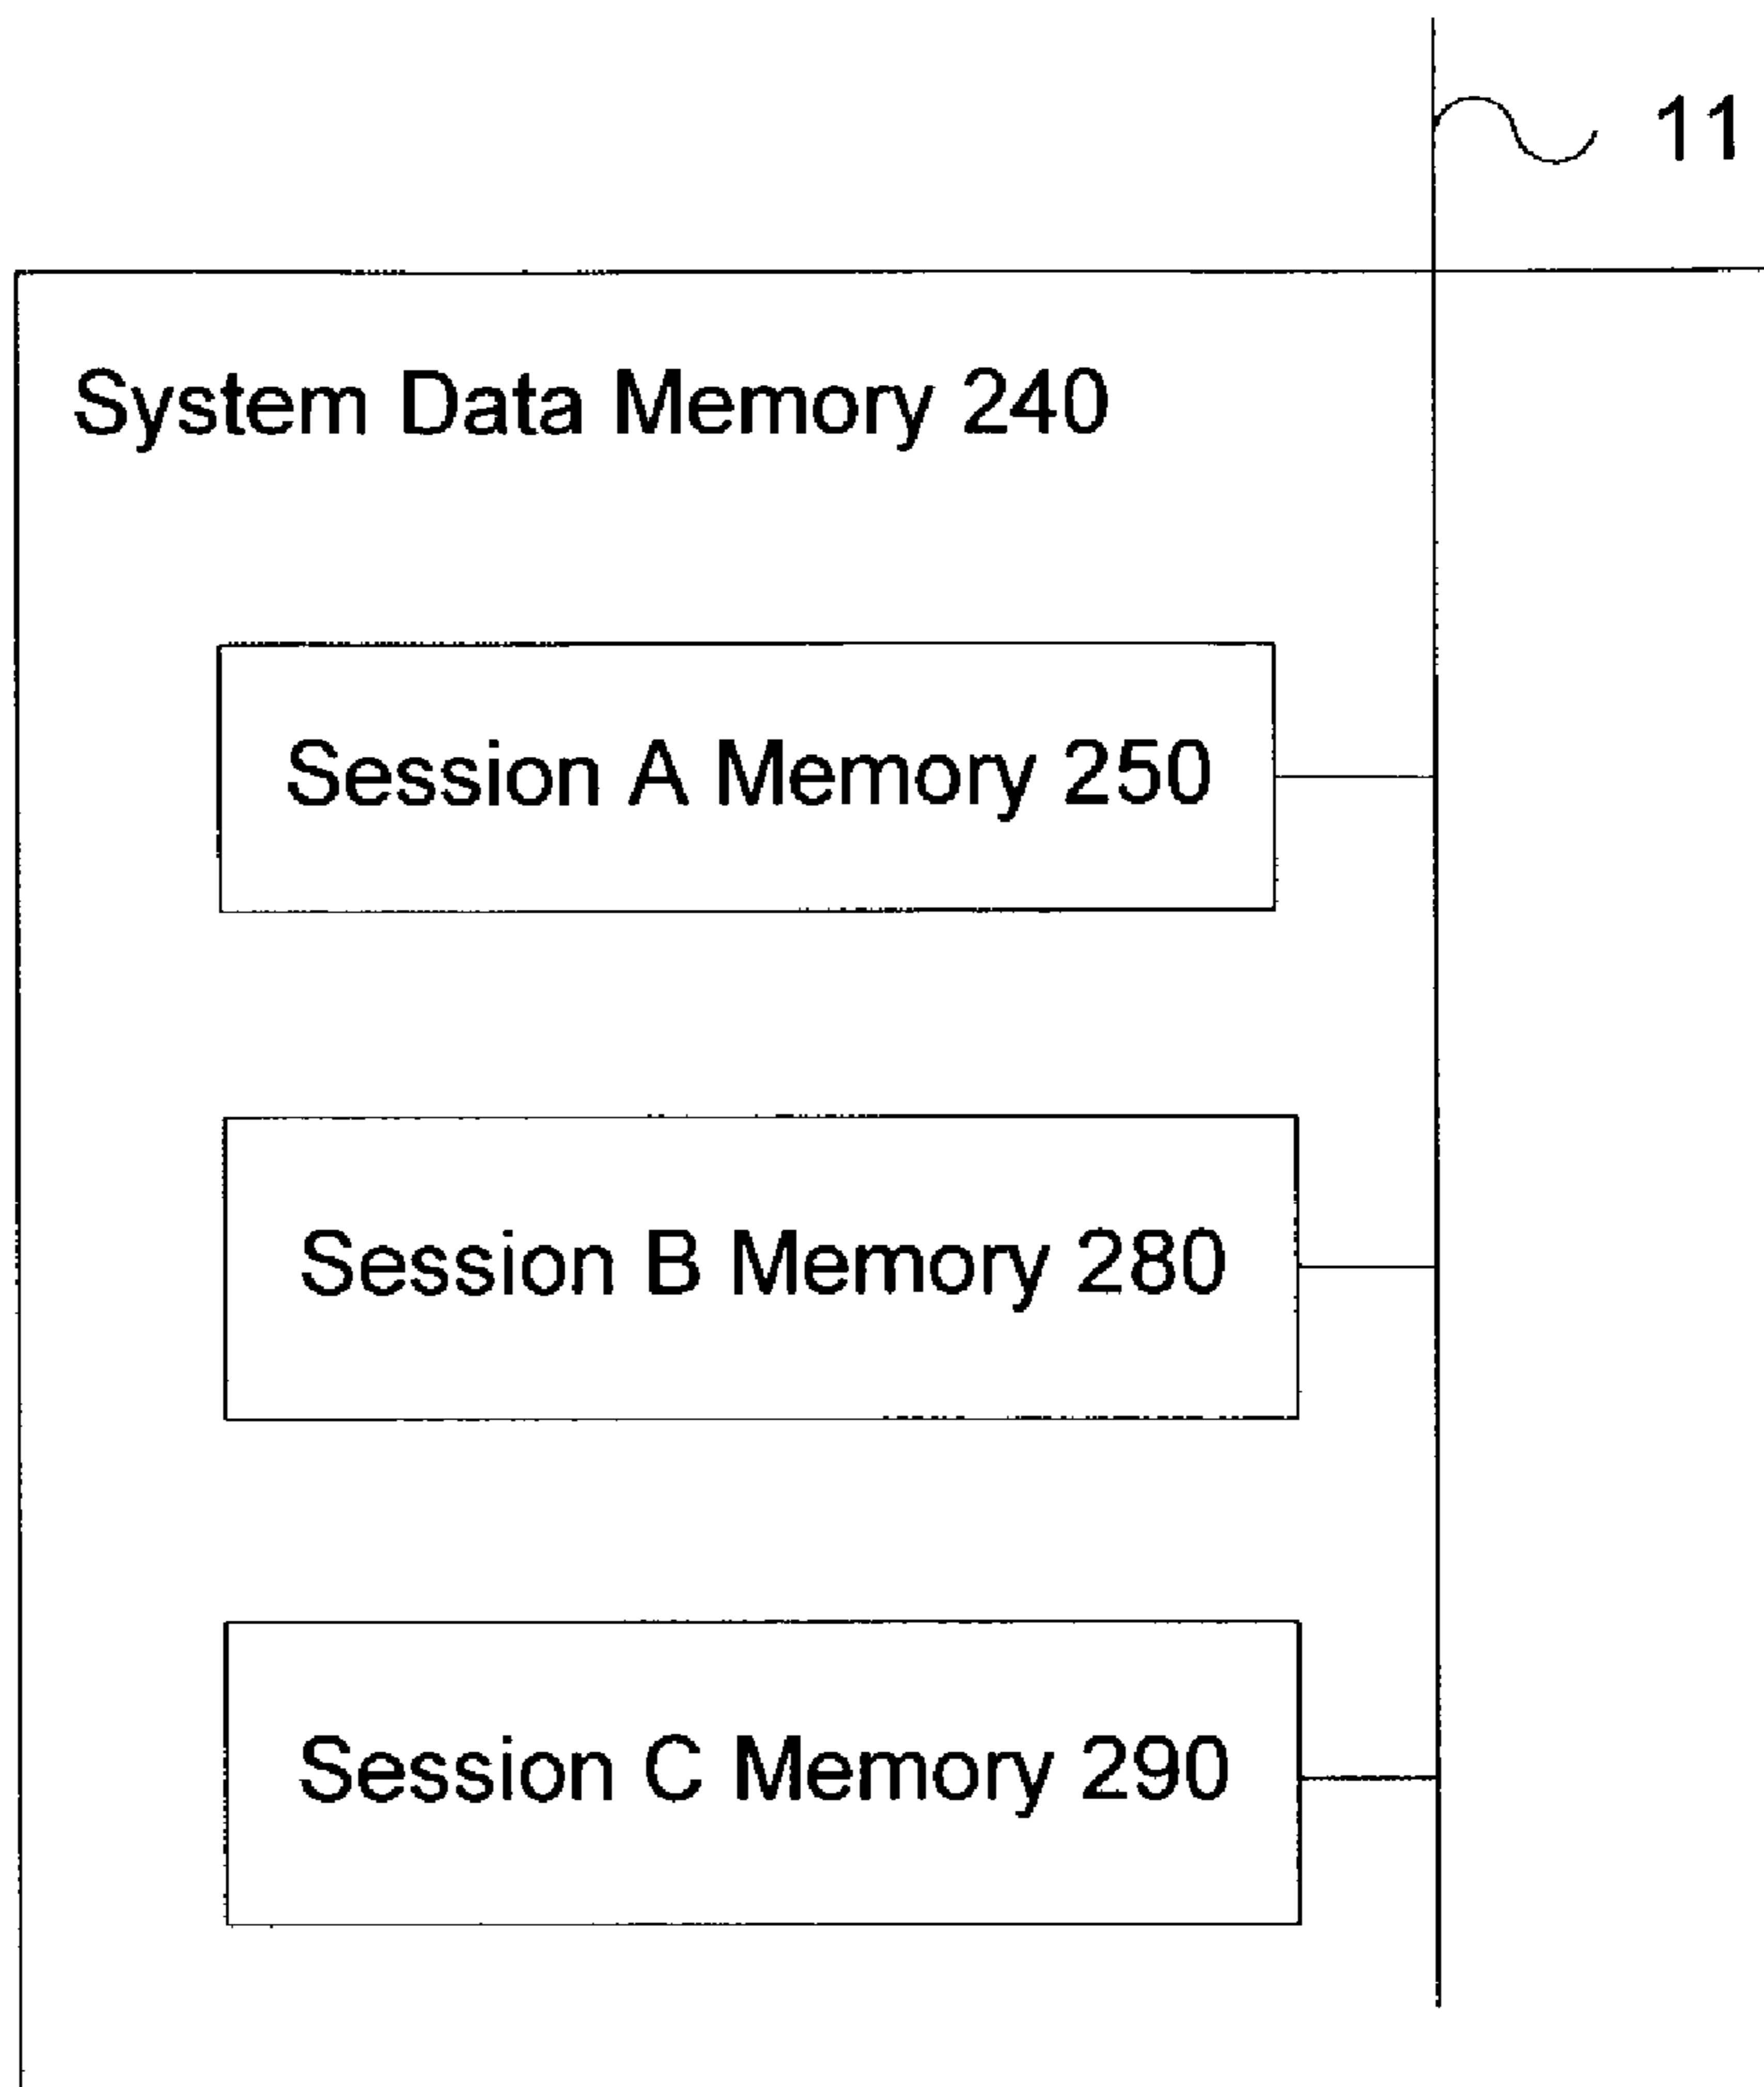 11
System Data Memory 240
Session A Memory 250
Session B Memory 280
Session C Memory 290